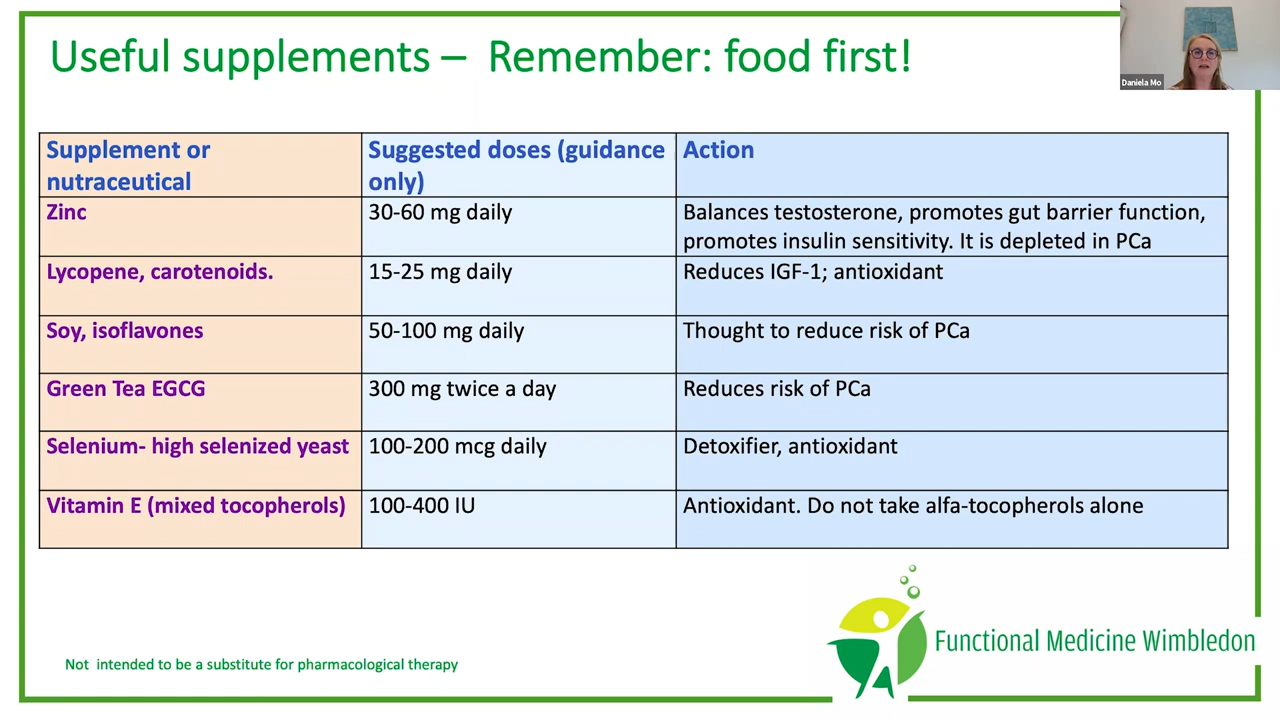 Useful supplements – Remember: food first!
Daniela Mo
Supplement or
nutraceutical
Suggested doses (guidance
only)
Action
Zinc
30-60 mg daily
Balances testosterone, promotes gut barrier function,
promotes insulin sensitivity. It is depleted in PCa
Lycopene, carotenoids.
15-25 mg daily
Reduces IGF-1; antioxidant
Soy, isoflavones
50-100 mg daily
Thought to reduce risk of PCa
Green Tea EGCG
300 mg twice a day
Reduces risk of PCa
Selenium- high selenized yeast
100-200 mcg daily
Detoxifier, antioxidant
Vitamin E (mixed tocopherols)
100-400 IU
Antioxidant. Do not take alfa-tocopherols alone
Functional Medicine Wimbledon
Not intended to be a substitute for pharmacological therapy